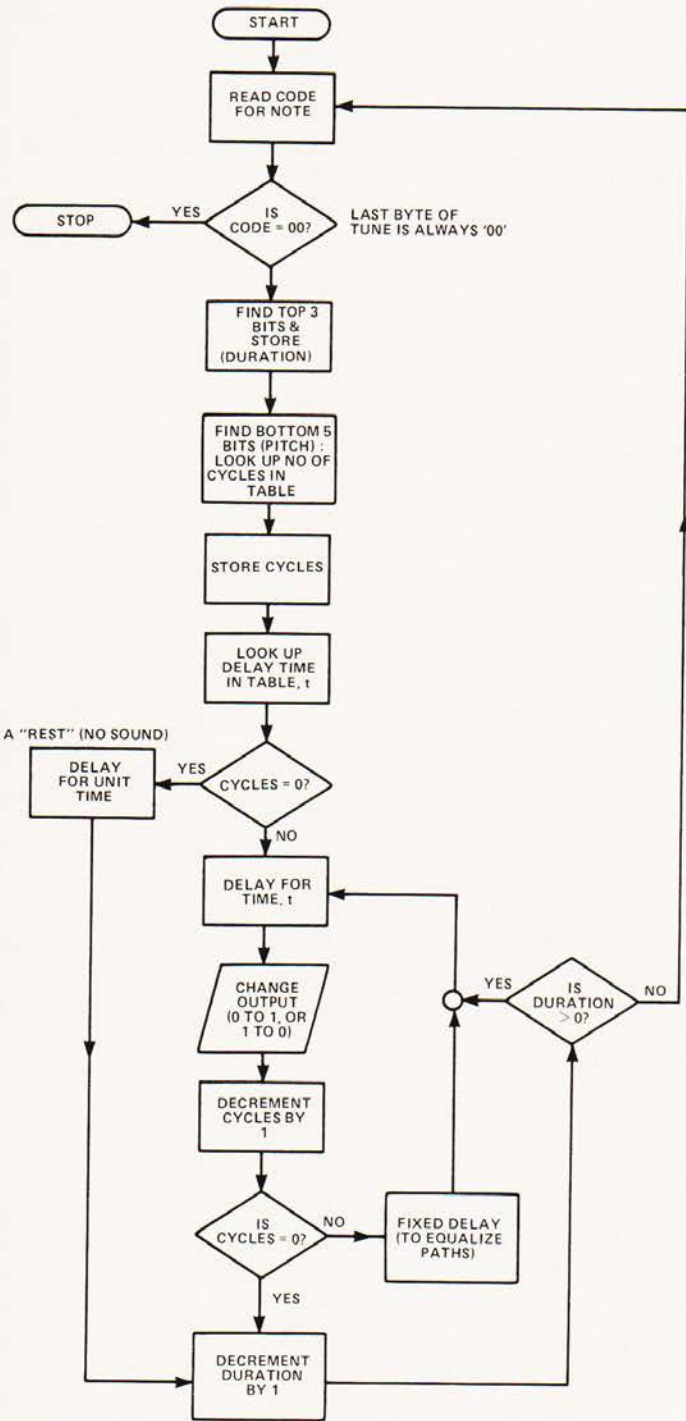 START
READ CODE
FOR NOTE
YES
STOP
IS
CODE = 00?
LAST BYTE OF
TUNE IS ALWAYS '00'
FIND TOP 3
BITS &
STORE
(DURATION)
FIND BOTTOM 5
BITS (PITCH) :
LOOK UP NO OF
CYCLES IN
TABLE
STORE CYCLES
LOOK UP
DELAY TIME
IN TABLE, t
A "REST" (NO SOUND)
DELAY
FOR UNIT
TIME
YES
CYCLES = 0?
NO
DELAY FOR
TIME, t
CHANGE
OUTPUT
(0 TO 1, OR
1 TO 0)
YES
IS
DURATION
> 0?
NO
DECREMENT
CYCLES BY
1
IS
CYCLES = 0?
NO
FIXED DELAY
(TO EQUALIZE
PATHS)
YES
DECREMENT
DURATION
BY 1